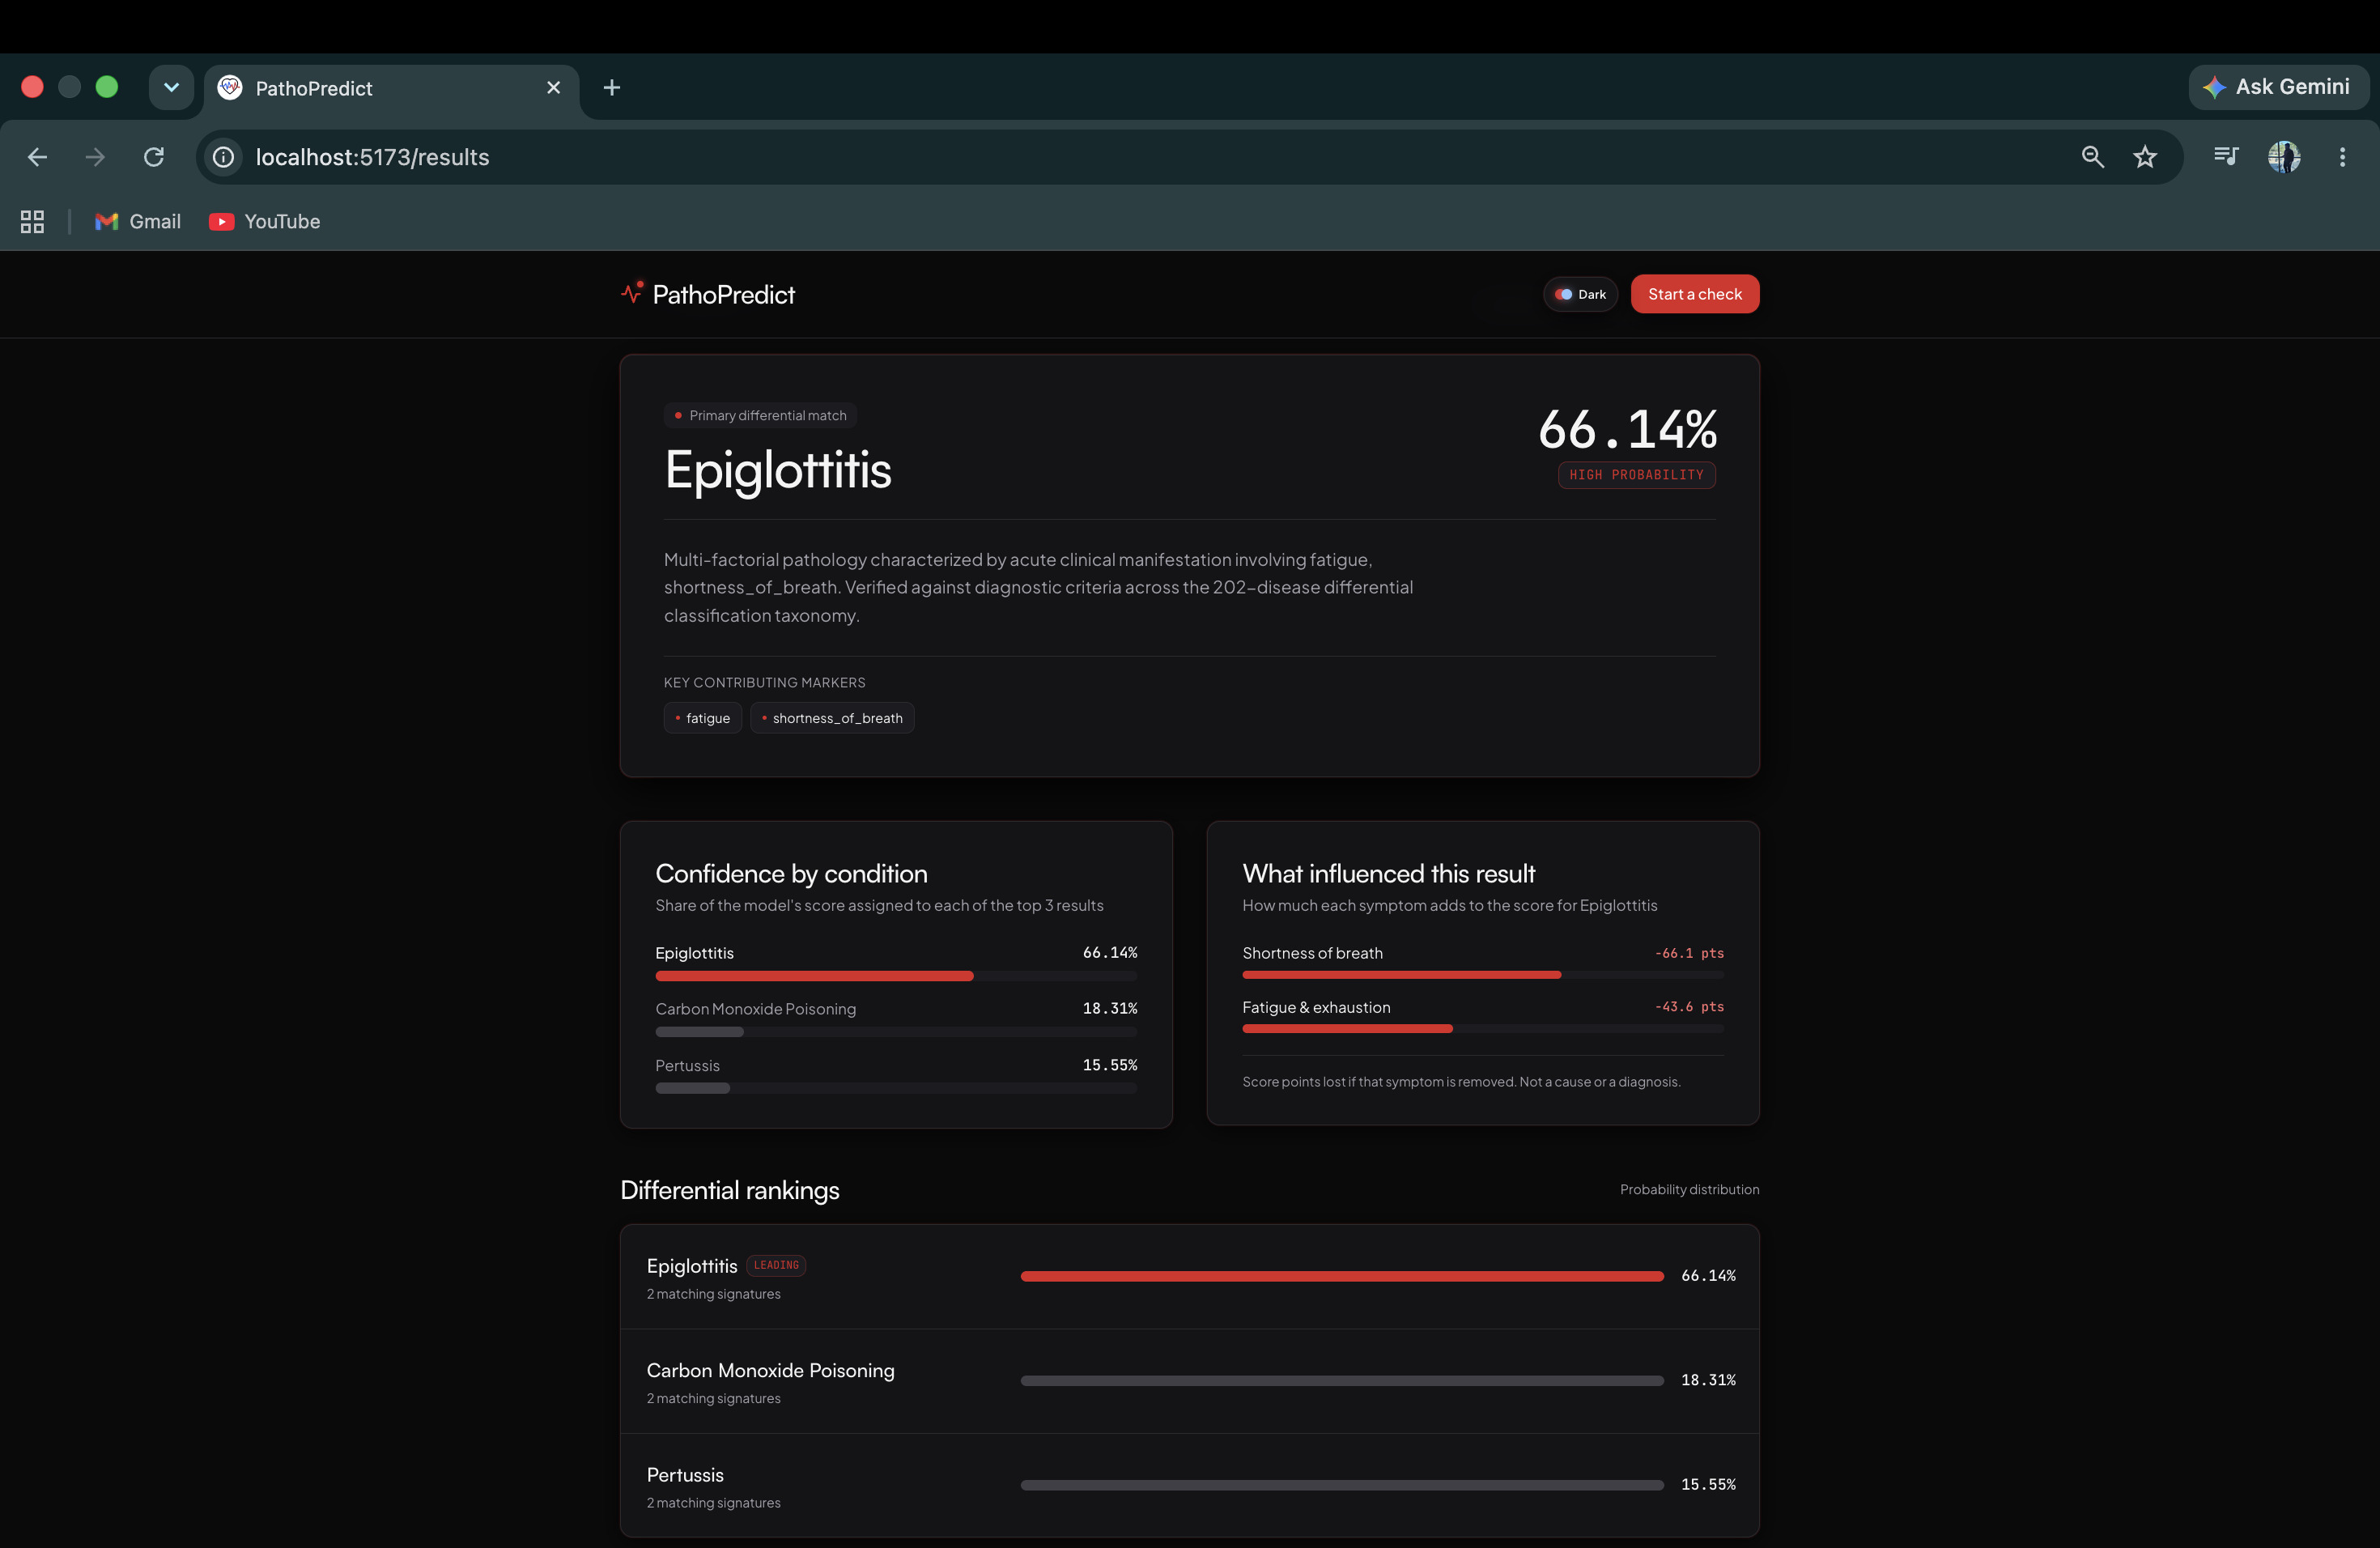 PathoPredict
Ask Gemini
localhost:5173/results
Gmail
YouTube
PathoPredict
Dark
Start a check
Primary differential match
Epiglottitis
66.14%
HIGH PROBABILITY
Multi-factorial pathology characterized by acute clinical manifestation involving fatigue,
shortness_of_breath. Verified against diagnostic criteria across the 202-disease differential
classification taxonomy.
KEY CONTRIBUTING MARKERS
fatigue
shortness_of_breath
Confidence by condition
Share of the model's score assigned to each of the top 3 results
Epiglottitis 66.14%
Carbon Monoxide Poisoning 18.31%
Pertussis 15.55%
What influenced this result
How much each symptom adds to the score for Epiglottitis
Shortness of breath -66.1 pts
Fatigue & exhaustion -43.6 pts
Score points lost if that symptom is removed. Not a cause or a diagnosis.
Differential rankings
Probability distribution
Epiglottitis LEADING
2 matching signatures
66.14%
Carbon Monoxide Poisoning
2 matching signatures
18.31%
Pertussis
2 matching signatures
15.55%